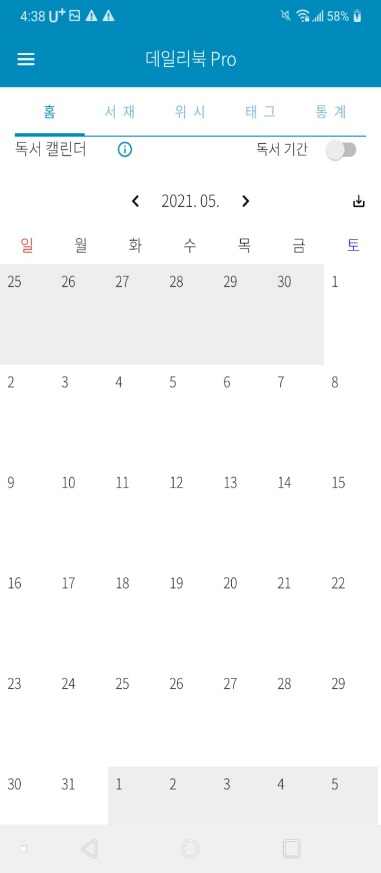 4:38 U+ 58%
데일리북 Pro
홈 서재 위시 태그 통계
독서 캘린더 독서 기간
2021. 05.
일 월 화 수 목 금 토
25 26 27 28 29 30 1
2 3 4 5 6 7 8
9 10 11 12 13 14 15
16 17 18 19 20 21 22
23 24 25 26 27 28 29
30 31 1 2 3 4 5